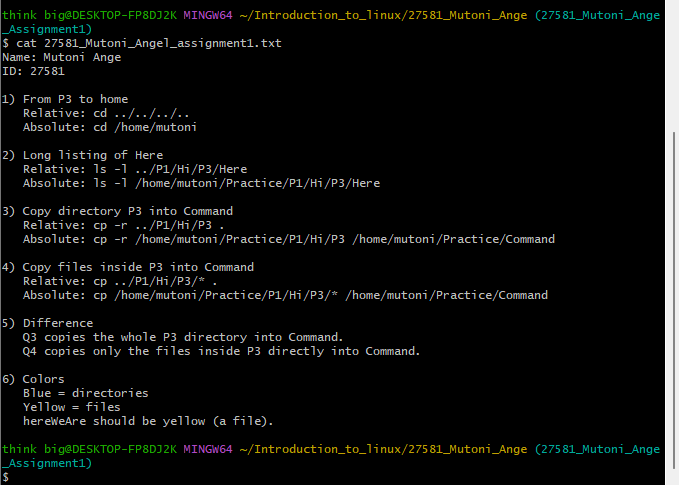 think big@DESKTOP-FP8DJ2K MINGW64 ~/Introduction_to_linux/27581_Mutoni_Ange (27581_Mutoni_Ange
_Assignment1)
$ cat 27581_Mutoni_Angel_assignment1.txt
Name: Mutoni Ange
ID: 27581

1) From P3 to home
   Relative: cd ../../../..
   Absolute: cd /home/mutoni

2) Long listing of Here
   Relative: ls -l ../P1/Hi/P3/Here
   Absolute: ls -l /home/mutoni/Practice/P1/Hi/P3/Here

3) Copy directory P3 into Command
   Relative: cp -r ../P1/Hi/P3 .
   Absolute: cp -r /home/mutoni/Practice/P1/Hi/P3 /home/mutoni/Practice/Command

4) Copy files inside P3 into Command
   Relative: cp ../P1/Hi/P3/* .
   Absolute: cp /home/mutoni/Practice/P1/Hi/P3/* /home/mutoni/Practice/Command

5) Difference
   Q3 copies the whole P3 directory into Command.
   Q4 copies only the files inside P3 directly into Command.

6) Colors
   Blue = directories
   Yellow = files
   hereWeAre should be yellow (a file).

think big@DESKTOP-FP8DJ2K MINGW64 ~/Introduction_to_linux/27581_Mutoni_Ange (27581_Mutoni_Ange
_Assignment1)
$